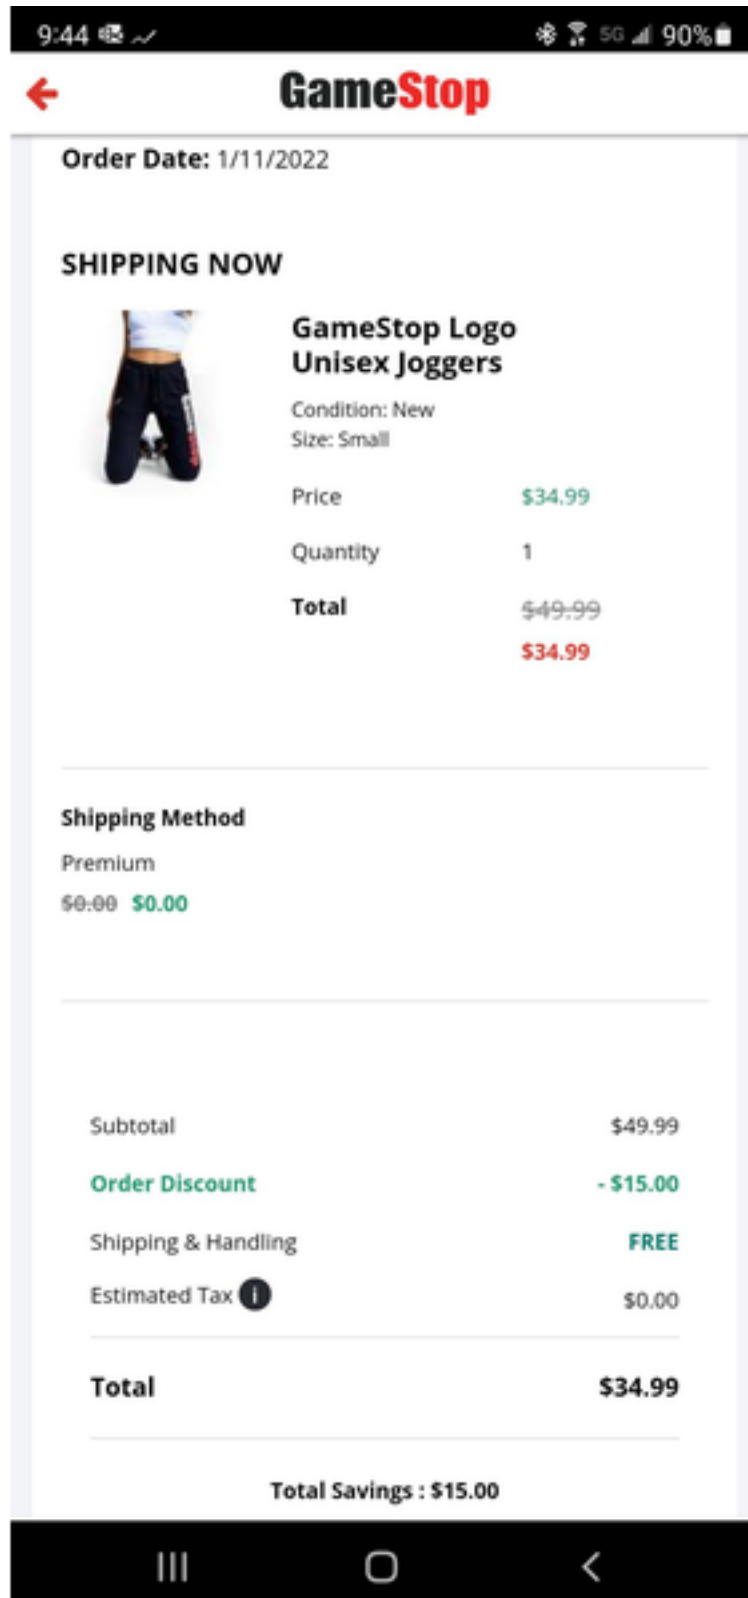 9:44
5G 90%
GameStop
Order Date: 1/11/2022
SHIPPING NOW
GameStop Logo
Unisex Joggers
Condition: New
Size: Small
Price $34.99
Quantity 1
Total $49.99
$34.99
Shipping Method
Premium
$0.00 $0.00
Subtotal $49.99
Order Discount - $15.00
Shipping & Handling FREE
Estimated Tax i $0.00
Total $34.99
Total Savings : $15.00